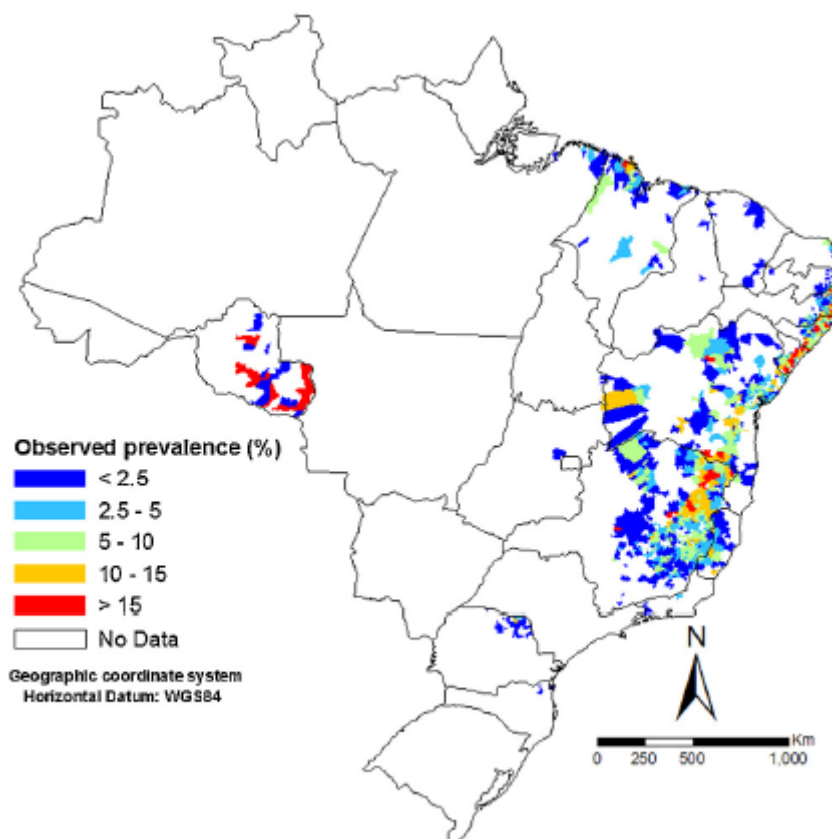 Observed prevalence (%)
< 2.5
2.5 - 5
5 - 10
10 - 15
> 15
No Data
Geographic coordinate system
Horizontal Datum: WGS84
N
Km
0 250 500 1,000